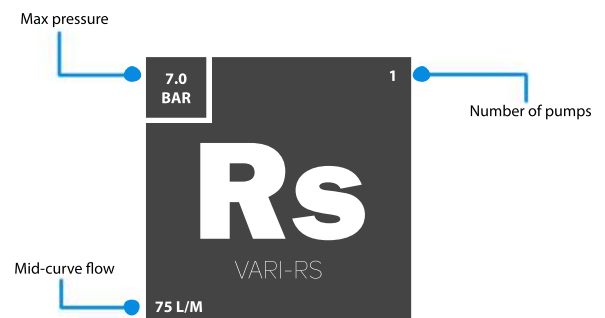 Max pressure
7.0
BAR
1
Number of pumps
Rs
VARI-RS
Mid-curve flow
75 L/M